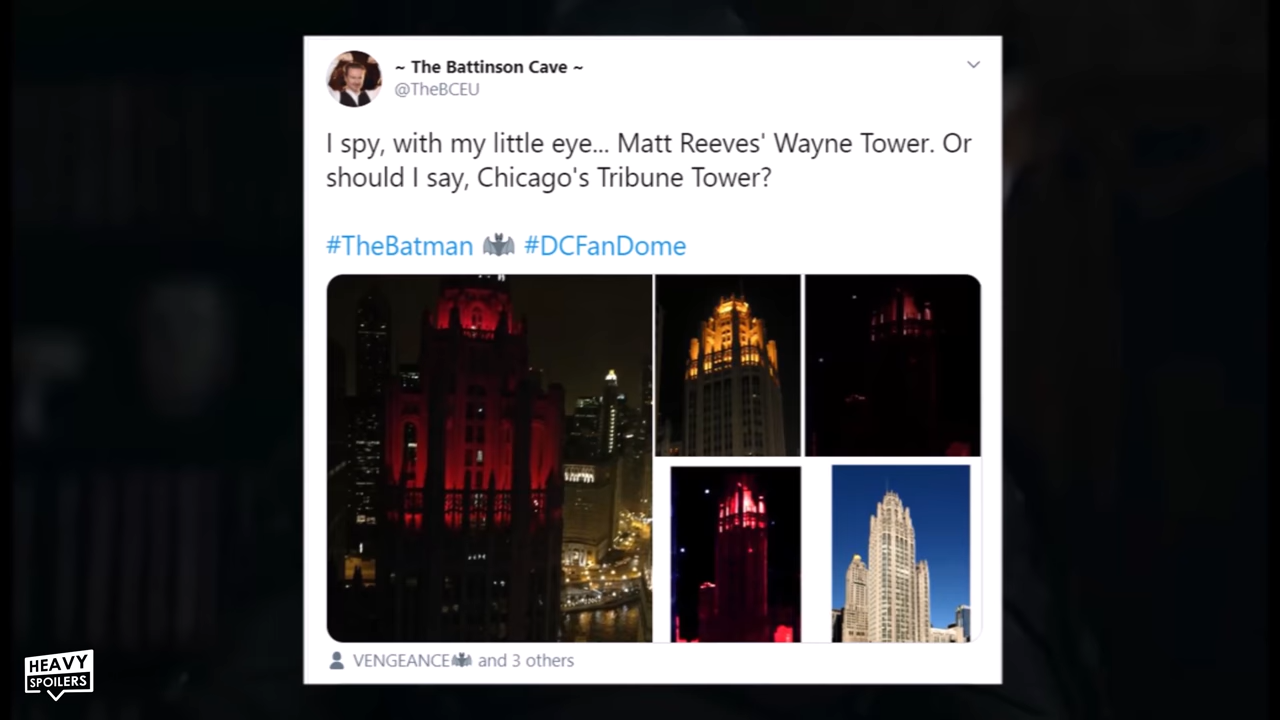 ~ The Battinson Cave ~
@TheBCEU
I spy, with my little eye... Matt Reeves' Wayne Tower. Or
should I say, Chicago's Tribune Tower?
#TheBatman 🦇 #DCFanDome
VENGEANCE🦇 and 3 others
HEAVY
SPOILERS